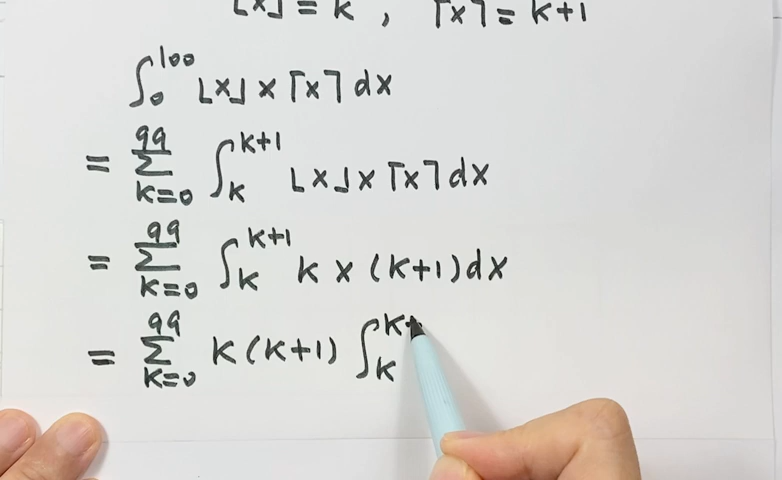 ⌊x⌋ = k , ⌈x⌉ = k+1
∫₀¹⁰⁰ ⌊x⌋ × ⌈x⌉ dx
= Σ_{k=0}^{99} ∫_k^{k+1} ⌊x⌋ × ⌈x⌉ dx
= Σ_{k=0}^{99} ∫_k^{k+1} k × (k+1) dx
= Σ_{k=0}^{99} k(k+1) ∫_k^{k+